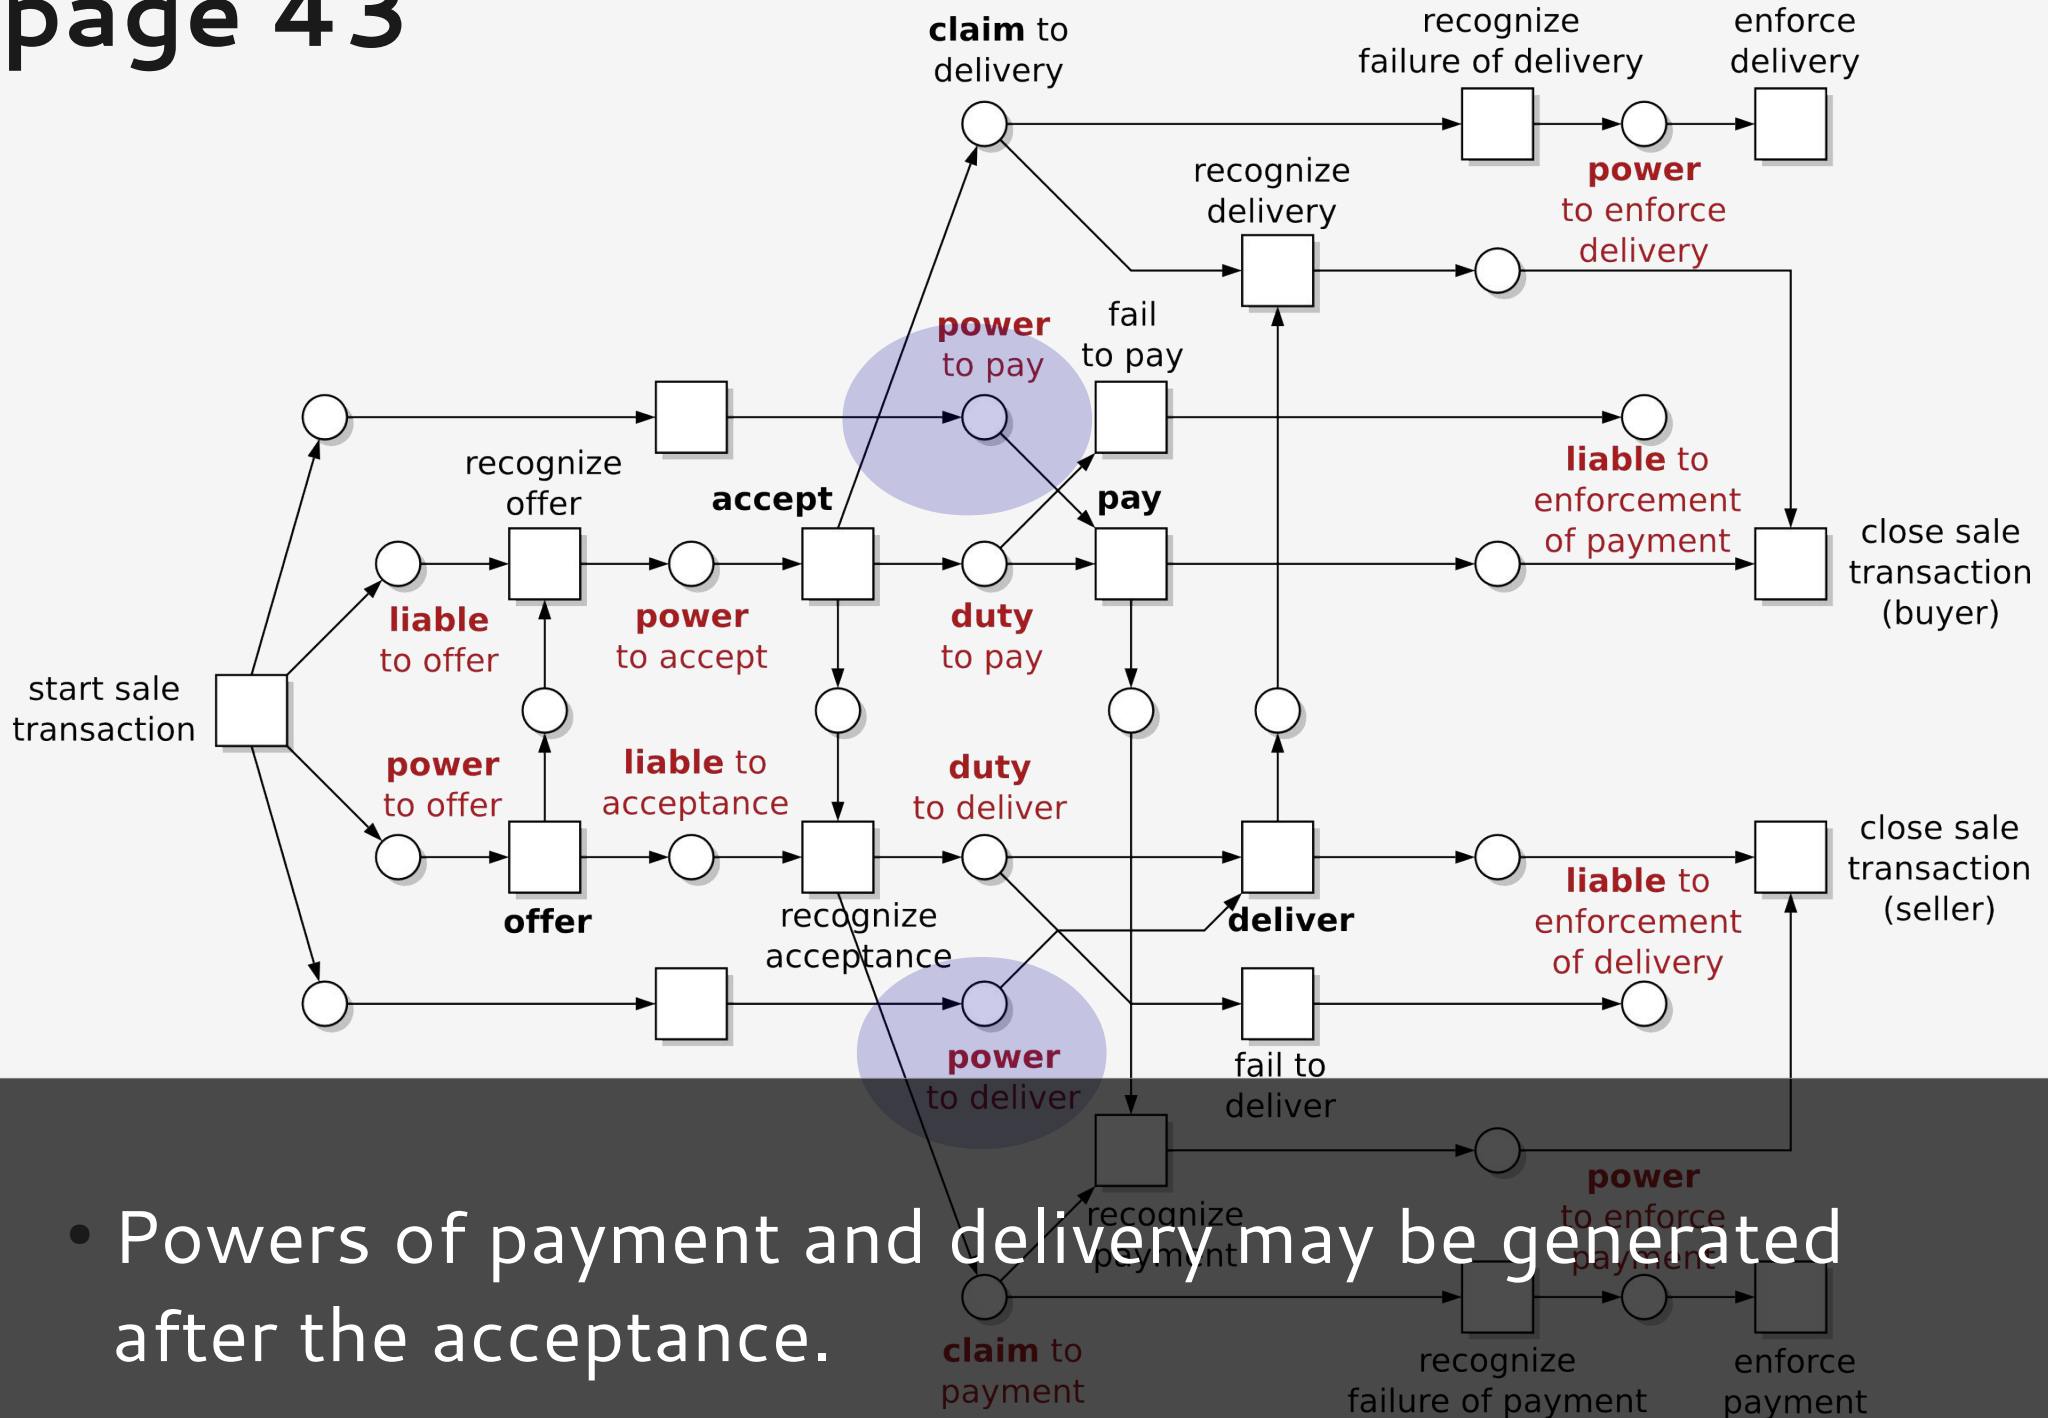 page 43
claim to
delivery
recognize
failure of delivery
enforce
delivery
recognize
delivery
power
to enforce
delivery
power
to pay
fail
to pay
recognize
offer
accept
pay
liable to
enforcement
of payment
close sale
transaction
(buyer)
liable
to offer
power
to accept
duty
to pay
start sale
transaction
power
to offer
liable to
acceptance
duty
to deliver
close sale
transaction
(seller)
offer
recognize
acceptance
deliver
liable to
enforcement
of delivery
power
to deliver
fail to
deliver
recognize
payment
power
to enforce
payment
• Powers of payment and delivery may be generated
after the acceptance.
claim to
payment
recognize
failure of payment
enforce
payment